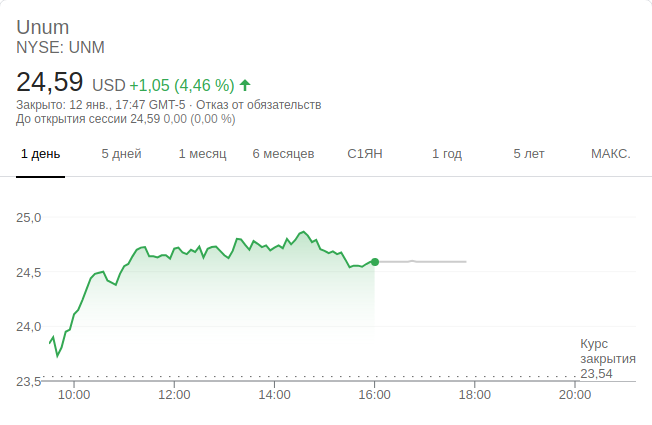 Unum
NYSE: UNM
24,59 USD +1,05 (4,46 %)
Закрыто: 12 янв., 17:47 GMT-5 · Отказ от обязательств
До открытия сессии 24,59 0,00 (0,00 %)
1 день 5 дней 1 месяц 6 месяцев С1ЯН 1 год 5 лет МАКС.
25,0
24,5
24,0
Курс
закрытия
23,54
23,5
10:00 12:00 14:00 16:00 18:00 20:00